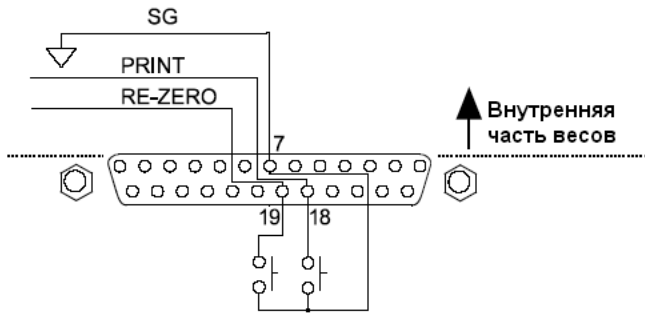 SG
PRINT
RE-ZERO
Внутренняя
часть весов
7
19
18